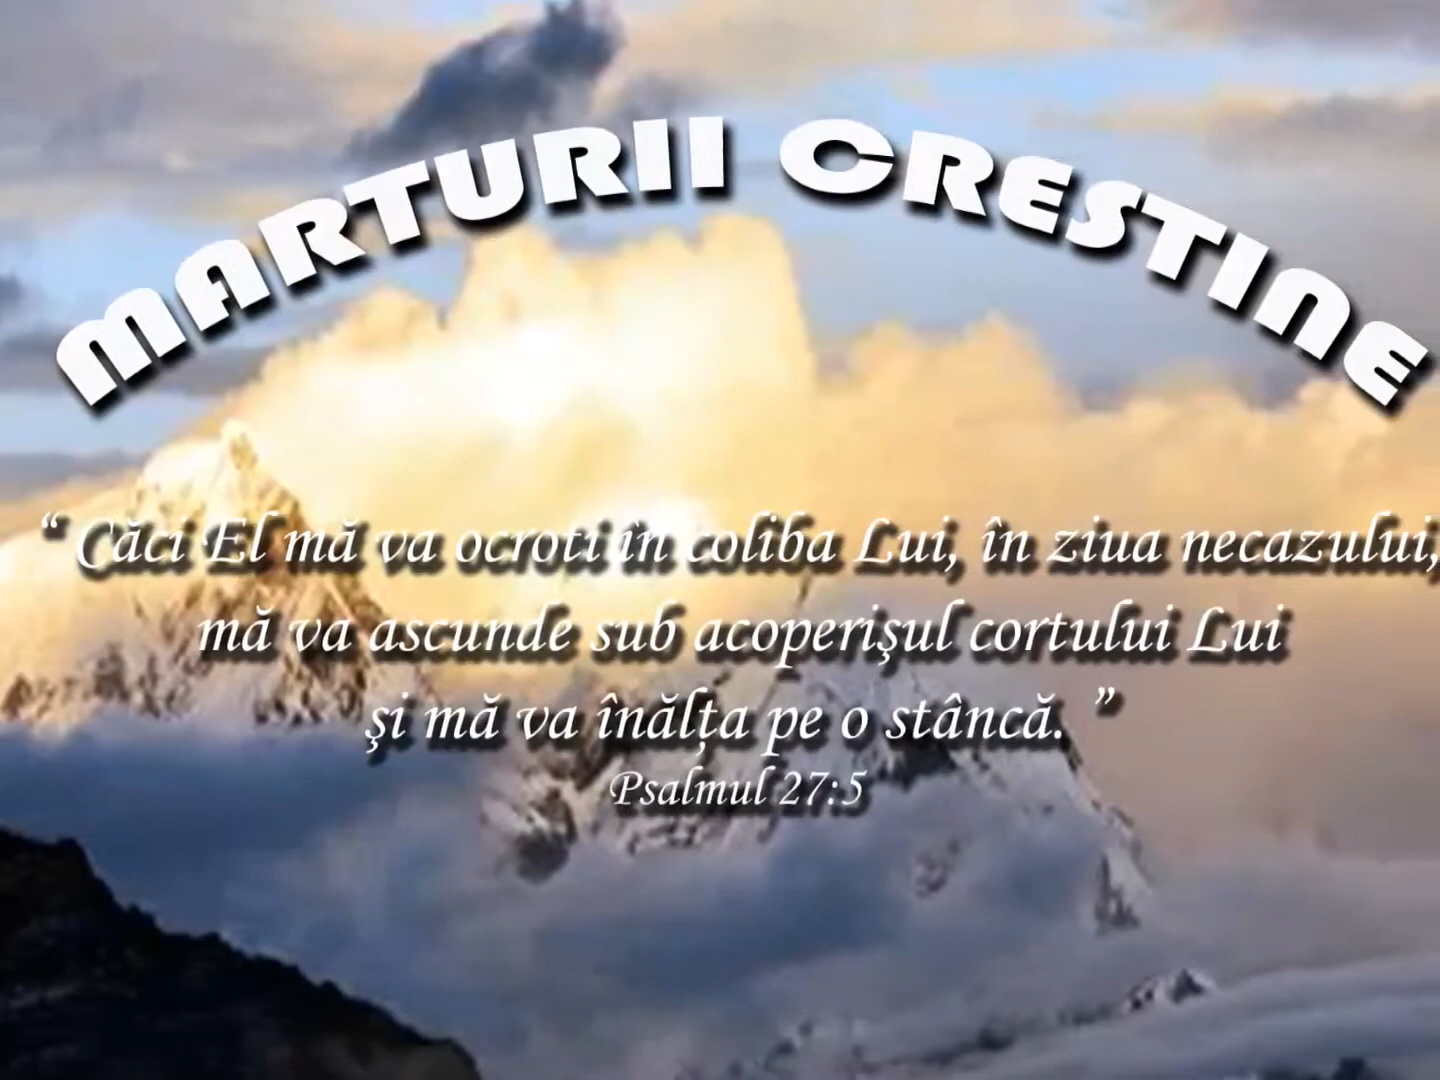 MARTURII CRESTINE
“ Căci El mă va ocroti în coliba Lui, în ziua necazului,
mă va ascunde sub acoperişul cortului Lui
şi mă va înălța pe o stâncă. ”
Psalmul 27:5